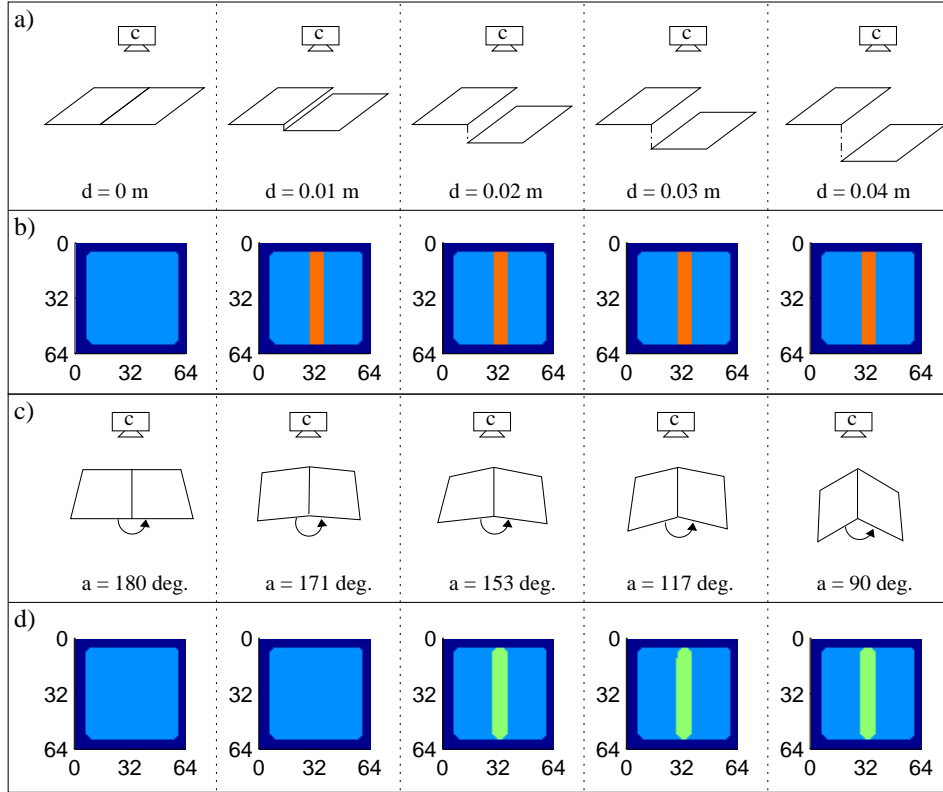 a)
c c c c c
d = 0 m d = 0.01 m d = 0.02 m d = 0.03 m d = 0.04 m
b)
0 0 0 0 0
32 32 32 32 32
64 64 64 64 64
0 32 64 0 32 64 0 32 64 0 32 64 0 32 64
c)
c c c c c
a = 180 deg. a = 171 deg. a = 153 deg. a = 117 deg. a = 90 deg.
d)
0 0 0 0 0
32 32 32 32 32
64 64 64 64 64
0 32 64 0 32 64 0 32 64 0 32 64 0 32 64